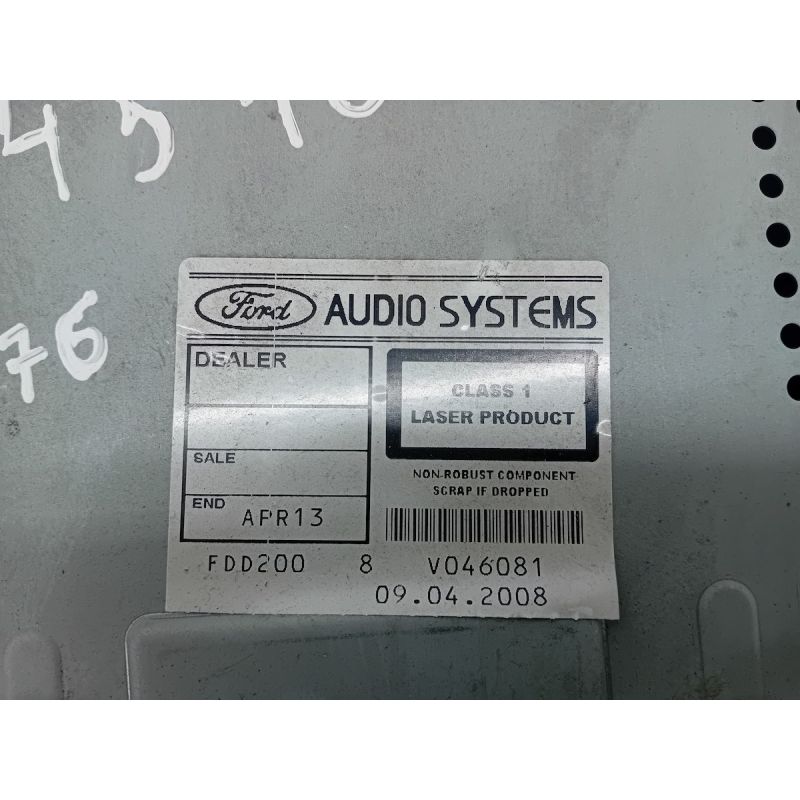 76
Ford AUDIO SYSTEMS
DEALER
CLASS 1
LASER PRODUCT
SALE
NON-ROBUST COMPONENT
SCRAP IF DROPPED
END APR13
FDD200 8 V046081
09.04.2008